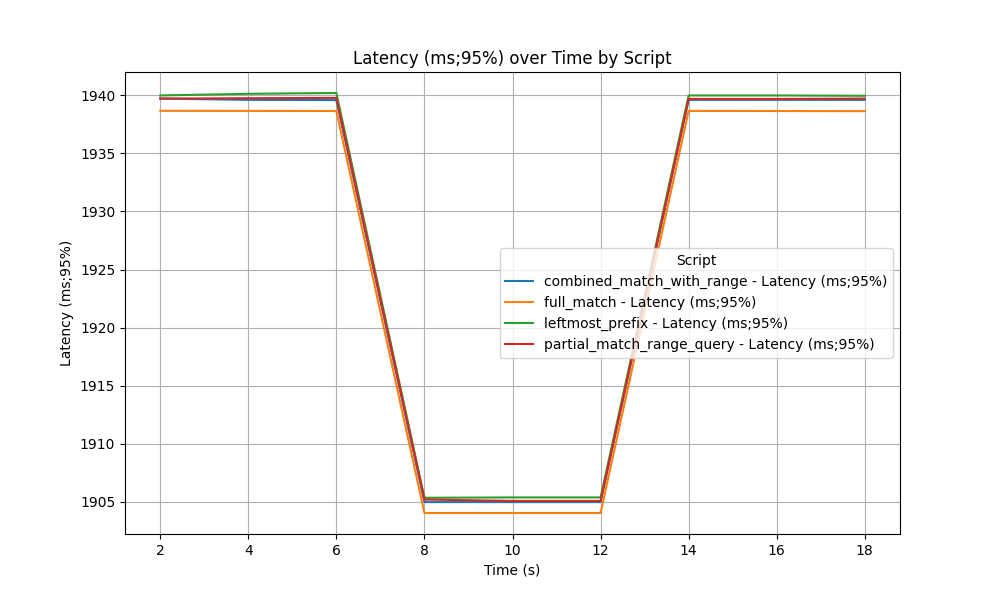 Latency (ms;95%) over Time by Script
Latency (ms;95%)
1940
1935
1930
1925
1920
1915
1910
1905
Script
combined_match_with_range - Latency (ms;95%)
full_match - Latency (ms;95%)
leftmost_prefix - Latency (ms;95%)
partial_match_range_query - Latency (ms;95%)
2 4 6 8 10 12 14 16 18
Time (s)